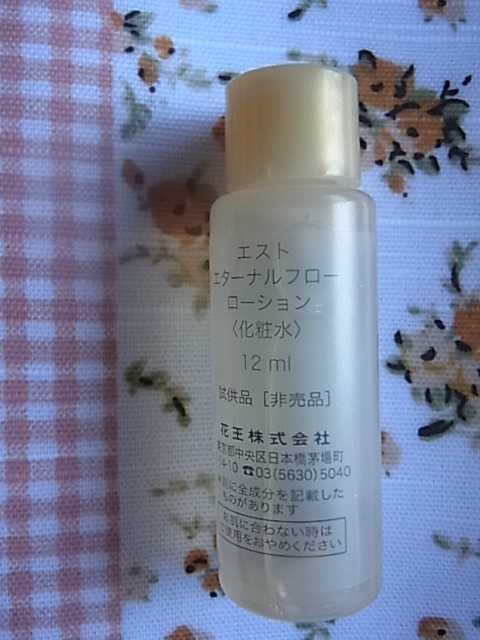 エスト
エターナルフロー
ローション
〈化粧水〉
12 ml
試供品 [非売品]
花王株式会社
東京都中央区日本橋茅場町
14-10 ☎03(5630)5040
に全成分を記載した
ものがあります
お肌に合わない時は
ご使用をおやめください